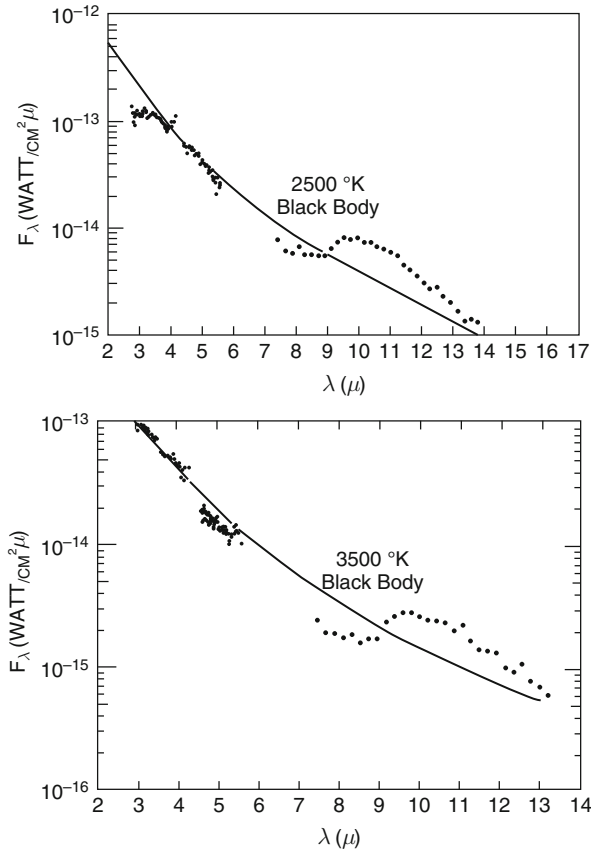 10⁻¹²
10⁻¹³
10⁻¹⁴
10⁻¹⁵
F_λ (WATT/CM² μ)
2500 °K
Black Body
2 3 4 5 6 7 8 9 10 11 12 13 14 15 16 17
λ (μ)
10⁻¹³
10⁻¹⁴
10⁻¹⁵
10⁻¹⁶
F_λ (WATT/CM² μ)
3500 °K
Black Body
2 3 4 5 6 7 8 9 10 11 12 13 14
λ (μ)